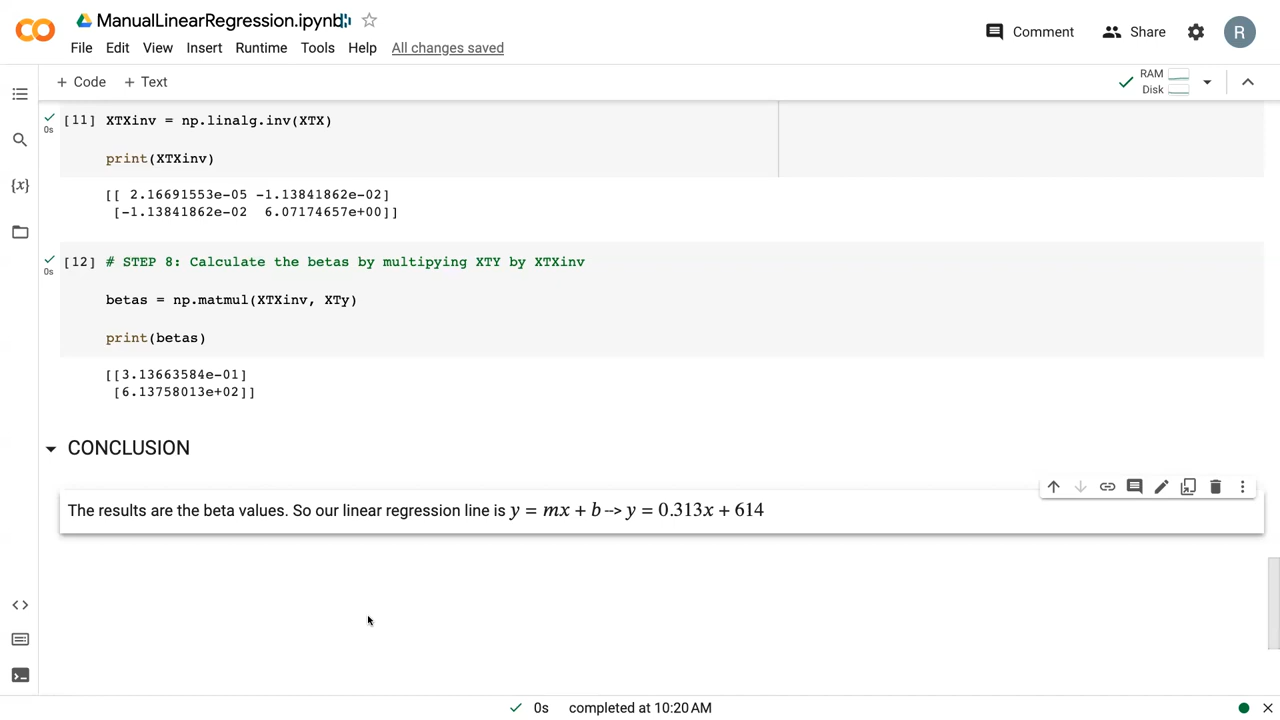 ManualLinearRegression.ipynb
File Edit View Insert Runtime Tools Help All changes saved
Comment Share R
+ Code + Text
RAM
Disk
[11] XTXinv = np.linalg.inv(XTX)
0s
print(XTXinv)
[[ 2.16691553e-05 -1.13841862e-02]
[-1.13841862e-02 6.07174657e+00]]
[12] # STEP 8: Calculate the betas by multipying XTY by XTXinv
0s
betas = np.matmul(XTXinv, XTy)
print(betas)
[[3.13663584e-01]
[6.13758013e+02]]
CONCLUSION
The results are the beta values. So our linear regression line is y = mx + b --> y = 0.313x + 614
0s completed at 10:20 AM